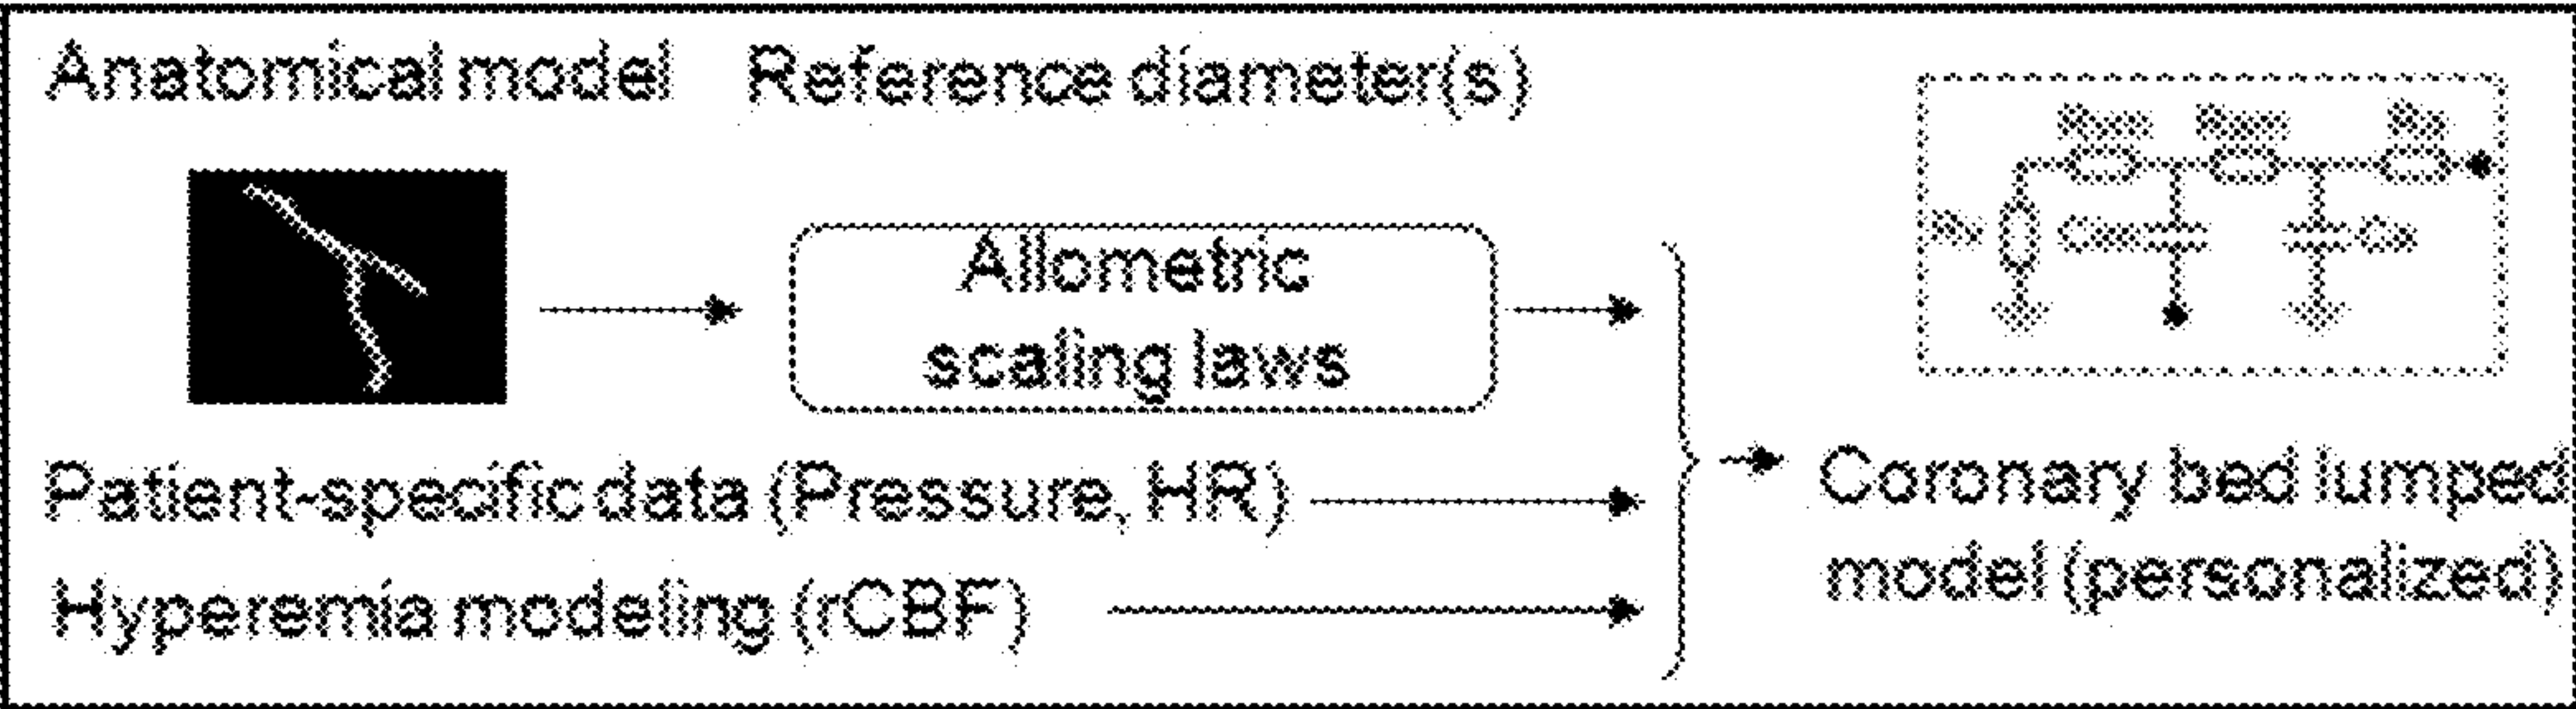 Anatomical model Reference diameter(s)
Allometric
scaling laws
Patient-specific data (Pressure, HR)
Hyperemia modeling (rCBF)
Coronary bed lumped
model (personalized)